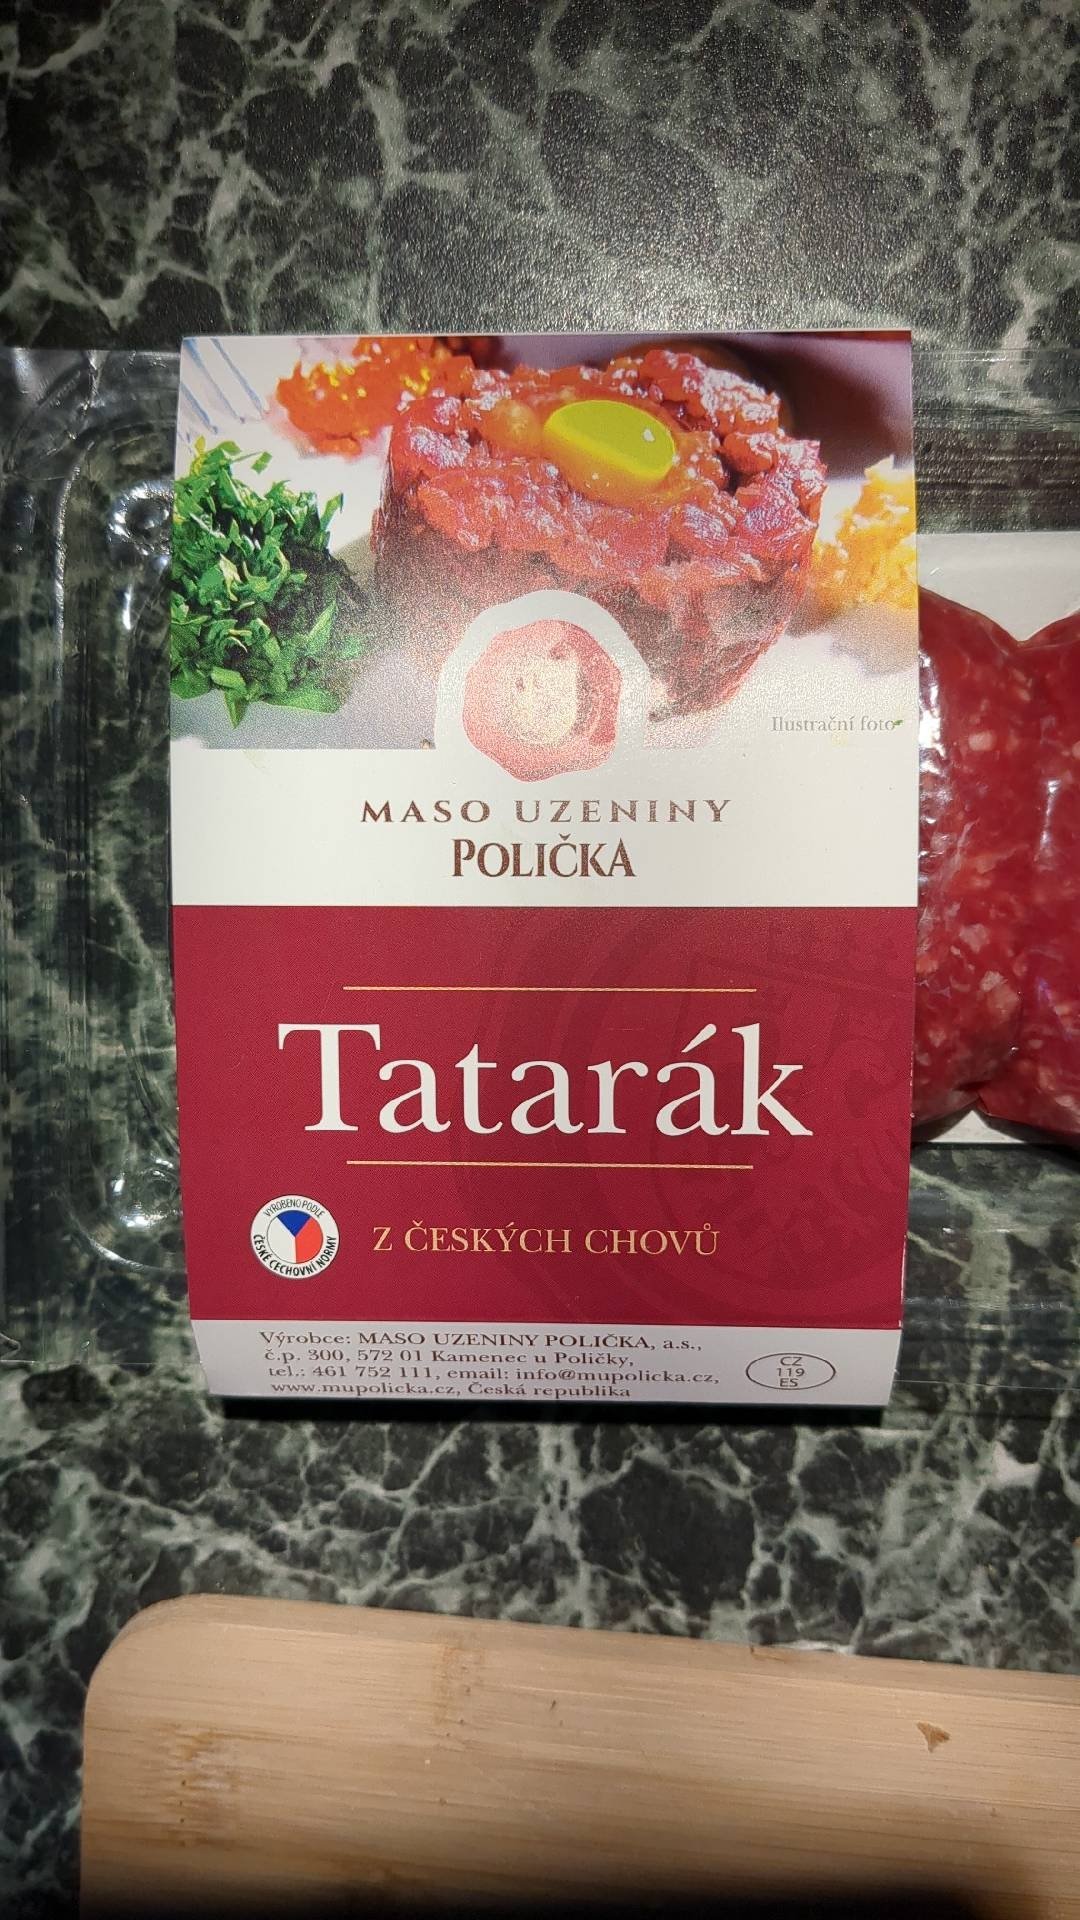 Ilustrační foto
MASO UZENINY
POLIČKA
Tatarák
VYROBENO PODLE
ČESKÉ CECHOVNÍ NORMY
Z ČESKÝCH CHOVŮ
Výrobce: MASO UZENINY POLIČKA, a.s.,
č.p. 300, 572 01 Kamenec u Poličky,
tel.: 461 752 111, email: info@mupolicka.cz,
www.mupolicka.cz, Česká republika
CZ
119
ES